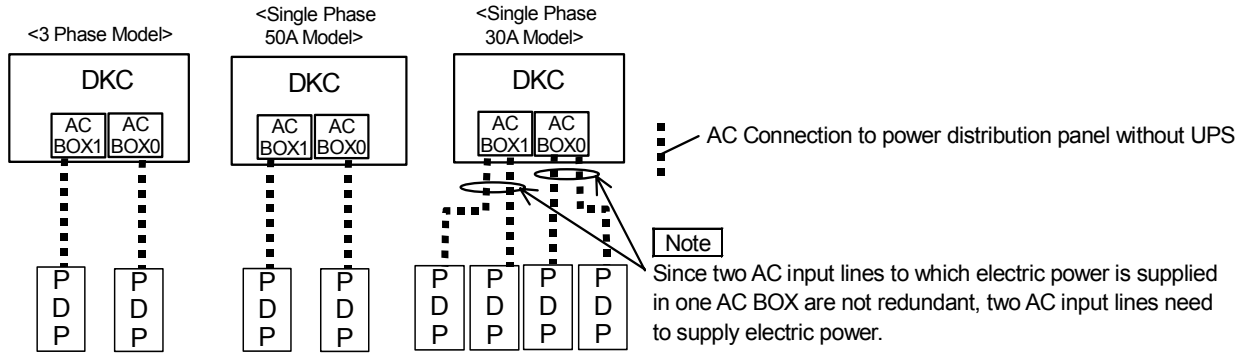 <3 Phase Model>
DKC
AC
BOX1
AC
BOX0
P
D
P
P
D
P
<Single Phase
50A Model>
DKC
AC
BOX1
AC
BOX0
P
D
P
P
D
P
<Single Phase
30A Model>
DKC
AC
BOX1
AC
BOX0
P
D
P
P
D
P
P
D
P
P
D
P
AC Connection to power distribution panel without UPS
Note
Since two AC input lines to which electric power is supplied
in one AC BOX are not redundant, two AC input lines need
to supply electric power.